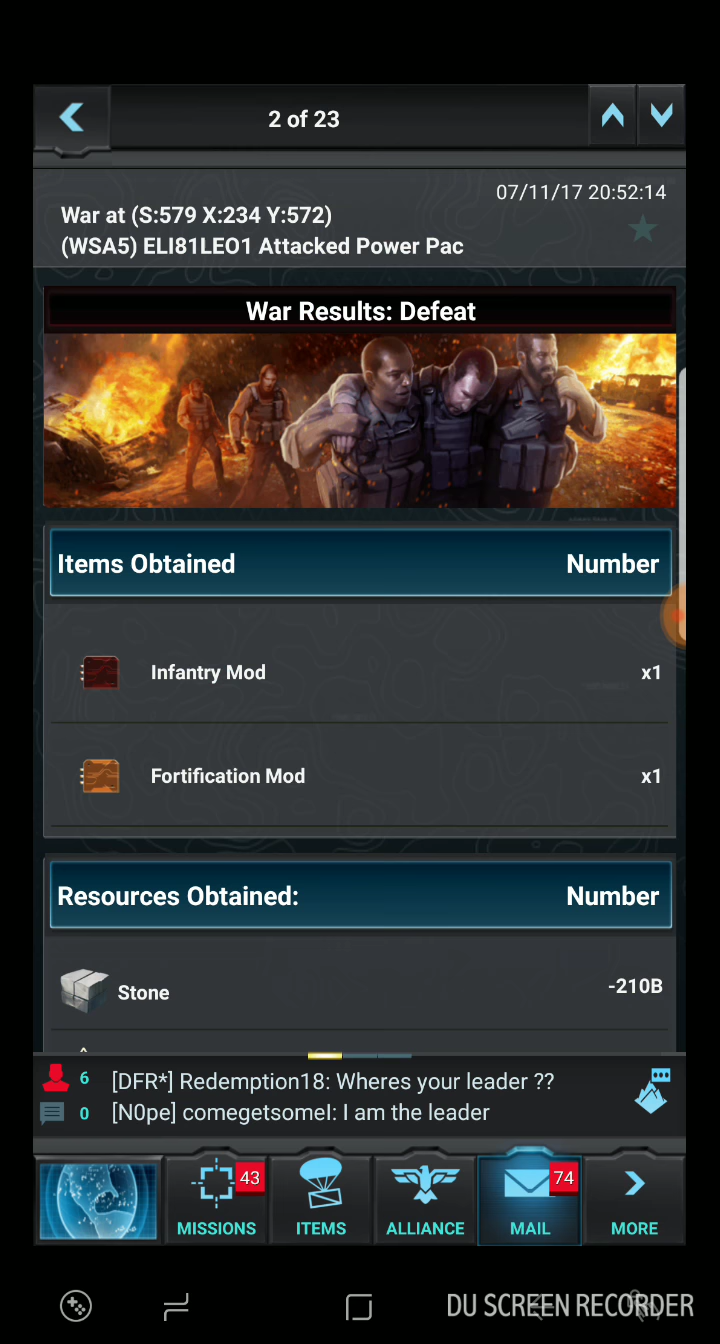 2 of 23
07/11/17 20:52:14
War at (S:579 X:234 Y:572)
(WSA5) ELI81LEO1 Attacked Power Pac
War Results: Defeat
Items Obtained Number
Infantry Mod x1
Fortification Mod x1
Resources Obtained: Number
Stone -210B
6 [DFR*] Redemption18: Wheres your leader ??
0 [N0pe] comegetsomeI: I am the leader
43 74
MISSIONS ITEMS ALLIANCE MAIL MORE
DU SCREEN RECORDER